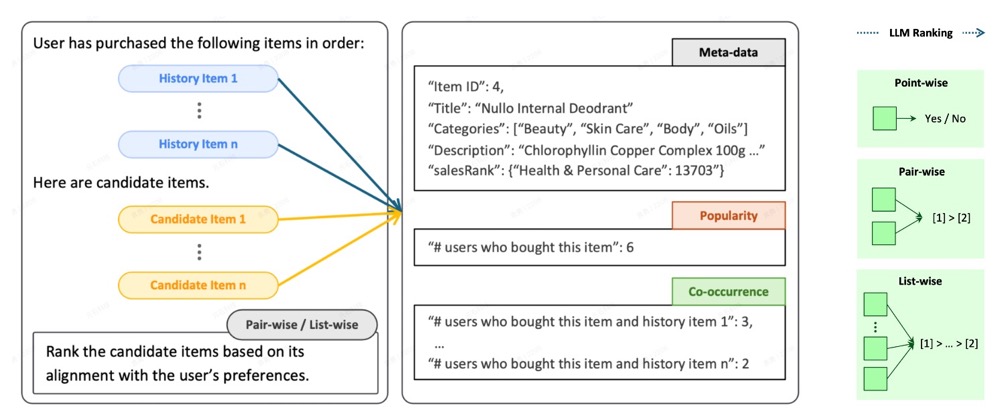 User has purchased the following items in order:
History Item 1
History Item n
Here are candidate items.
Candidate Item 1
Candidate Item n
Pair-wise / List-wise
Rank the candidate items based on its
alignment with the user's preferences.
Meta-data
"Item ID": 4,
"Title": "Nullo Internal Deodrant"
"Categories": ["Beauty", "Skin Care", "Body", "Oils"]
"Description": "Chlorophyllin Copper Complex 100g ..."
"salesRank": {"Health & Personal Care": 13703"}
Popularity
"# users who bought this item": 6
Co-occurrence
"# users who bought this item and history item 1": 3,
...
"# users who bought this item and history item n": 2
LLM Ranking
Point-wise
Yes / No
Pair-wise
[1] > [2]
List-wise
[1] > ... > [2]